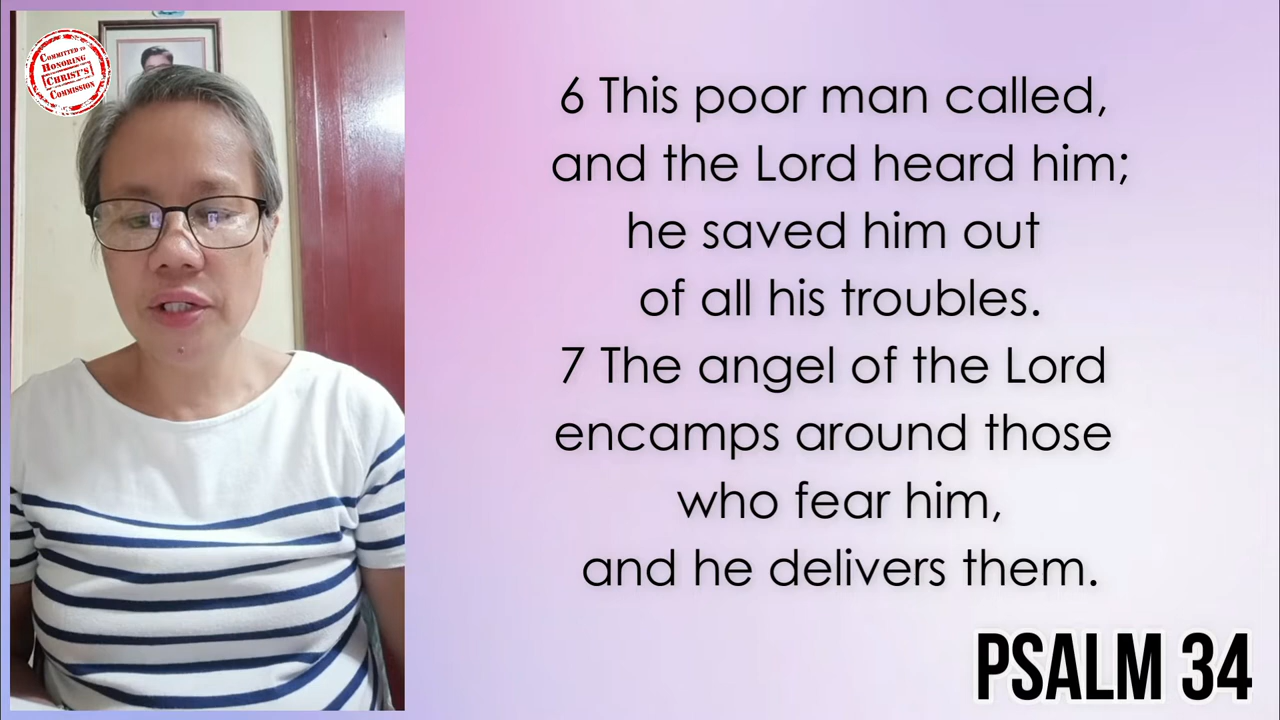 COMMITTED TO
HONORING
CHRIST'S
COMMISSION
6 This poor man called,
and the Lord heard him;
he saved him out
of all his troubles.
7 The angel of the Lord
encamps around those
who fear him,
and he delivers them.
PSALM 34